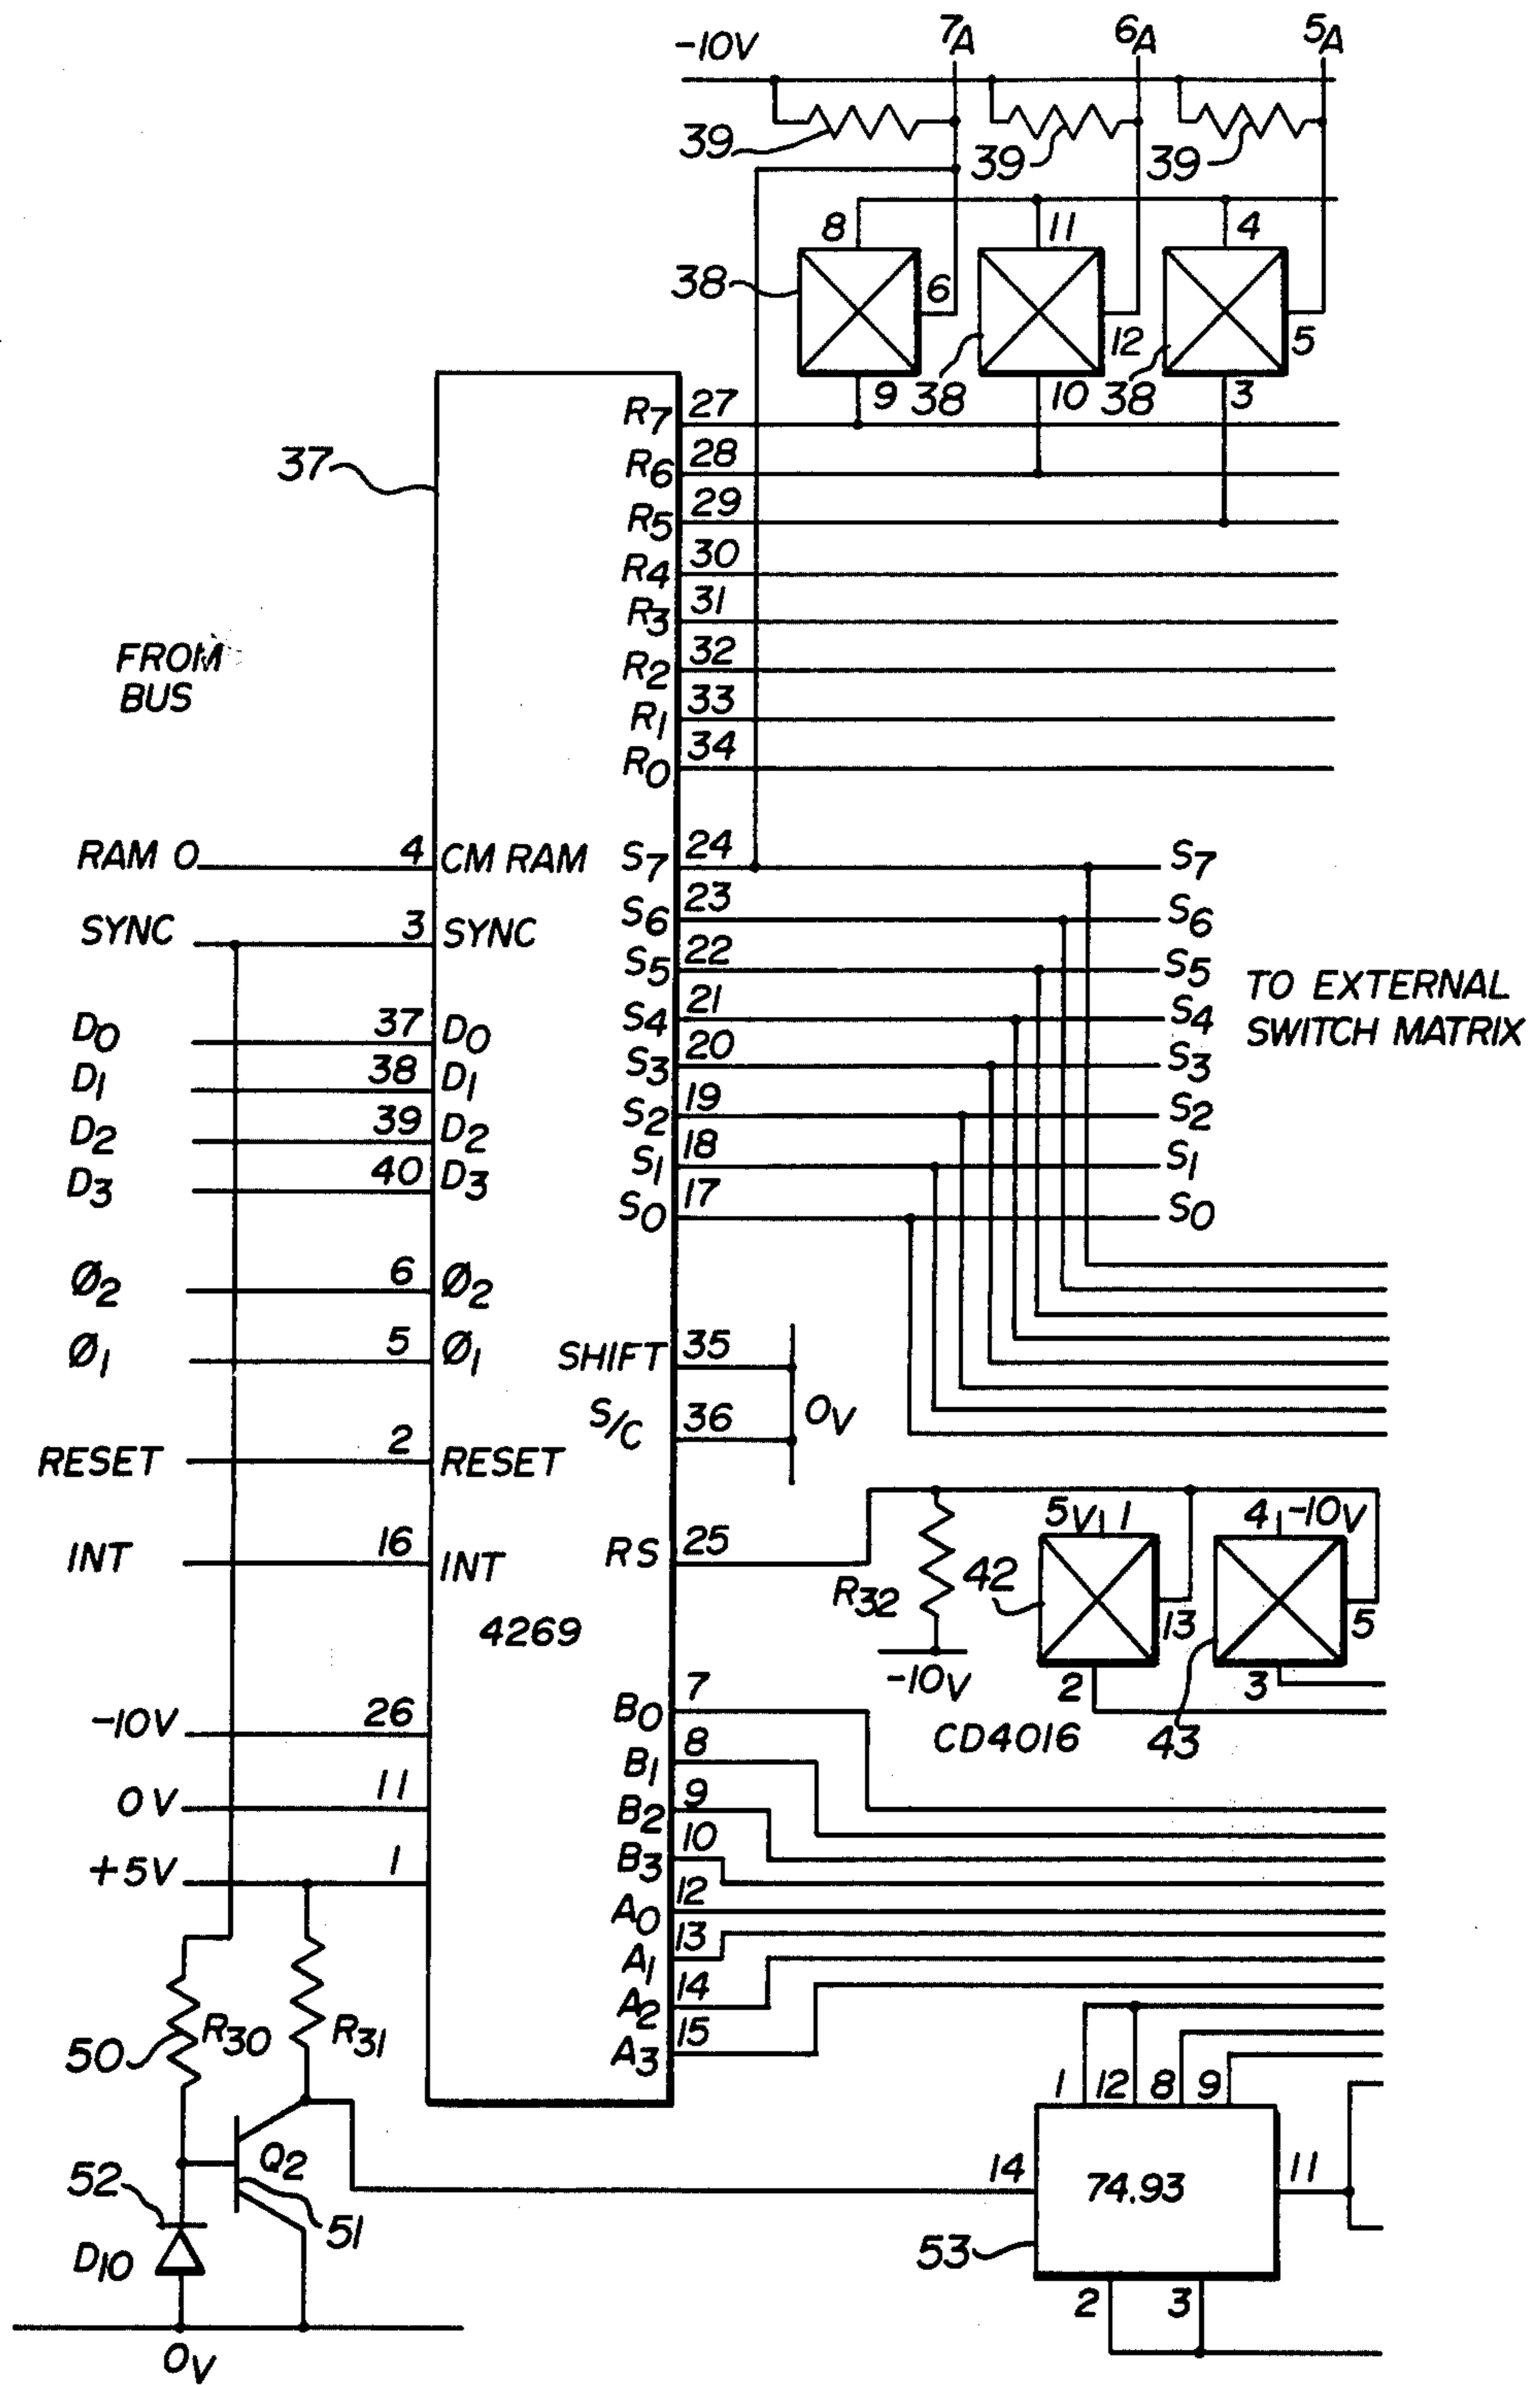 -10V 7A 6A 5A
39 39 39
8 11 4
38 6 38 12 38 5
9 10 3
37
R7 27
R6 28
R5 29
R4 30
R3 31
R2 32
R1 33
R0 34
FROM
BUS
RAM 0 4 CM RAM S7 24 S7
S6 23 S6
SYNC 3 SYNC
S5 22 S5
TO EXTERNAL
SWITCH MATRIX
D0 37 D0 S4 21 S4
D1 38 D1 S3 20 S3
D2 39 D2 S2 19 S2
D3 40 D3 S1 18 S1
S0 17 S0
Ø2 6 Ø2
Ø1 5 Ø1 SHIFT 35
0V
S/C 36
RESET 2 RESET
5V 1 4 -10V
INT 16 INT RS 25
R32 42 13 5
4269
-10V 2 3
-10V 26 B0 7
CD4016 43
B1 8
0V 11 B2 9
B3 10
+5V 1
A0 12
A1 13
A2 14
A3 15
50 R30 R31
1 12 8 9
52 Q2 14 74.93 11
51
D10 53
2 3
0V